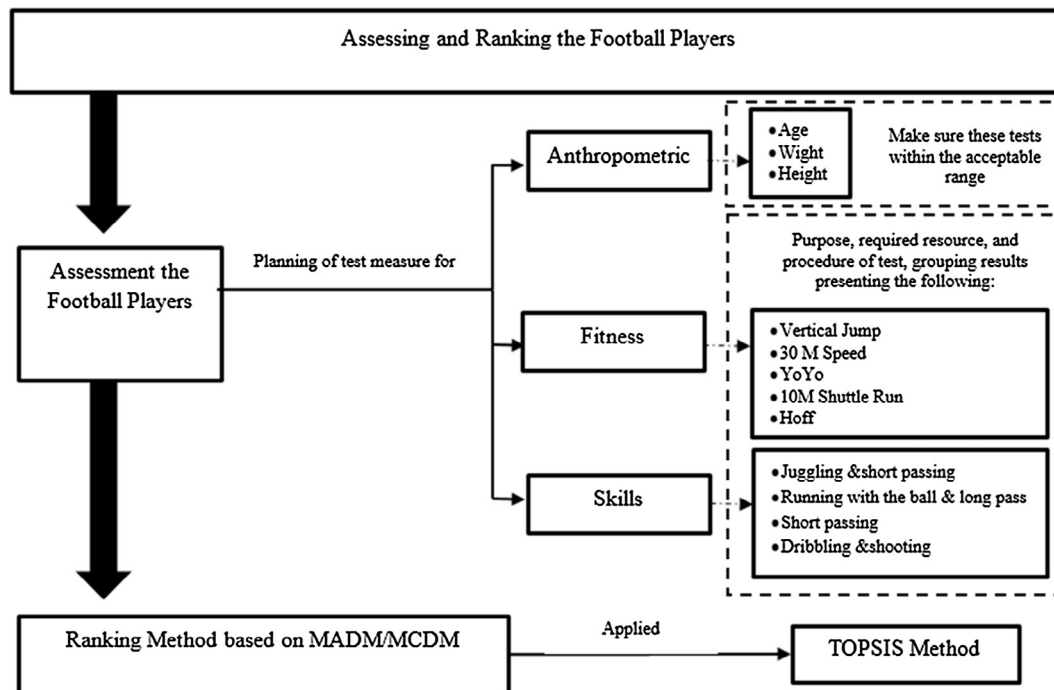 Assessing and Ranking the Football Players
Anthropometric
•Age
•Wight
•Height
Make sure these tests
within the acceptable
range
Assessment the
Football Players
Planning of test measure for
Purpose, required resource, and
procedure of test, grouping results
presenting the following:
Fitness
•Vertical Jump
•30 M Speed
•YoYo
•10M Shuttle Run
•Hoff
Skills
•Juggling &short passing
•Running with the ball & long pass
•Short passing
•Dribbling &shooting
Ranking Method based on MADM/MCDM
Applied
TOPSIS Method